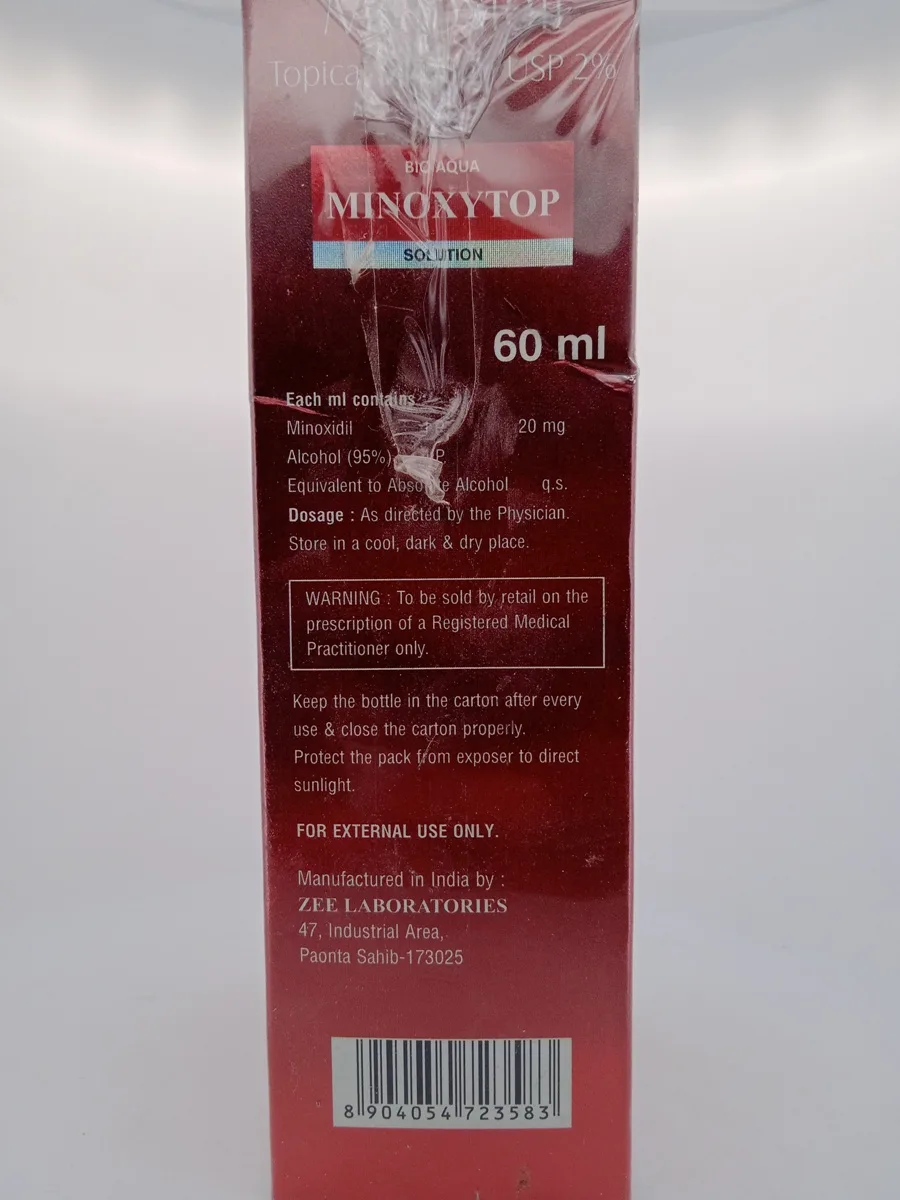 Topical USP 2%
BIO AQUA
MINOXYTOP
SOLUTION
60 ml
Each ml contains
Minoxidil 20 mg
Alcohol (95%)
Equivalent to Absolute Alcohol q.s.
Dosage : As directed by the Physician.
Store in a cool, dark & dry place.
WARNING : To be sold by retail on the
prescription of a Registered Medical
Practitioner only.
Keep the bottle in the carton after every
use & close the carton properly.
Protect the pack from exposer to direct
sunlight.
FOR EXTERNAL USE ONLY.
Manufactured in India by :
ZEE LABORATORIES
47, Industrial Area,
Paonta Sahib-173025
8 904054 723583